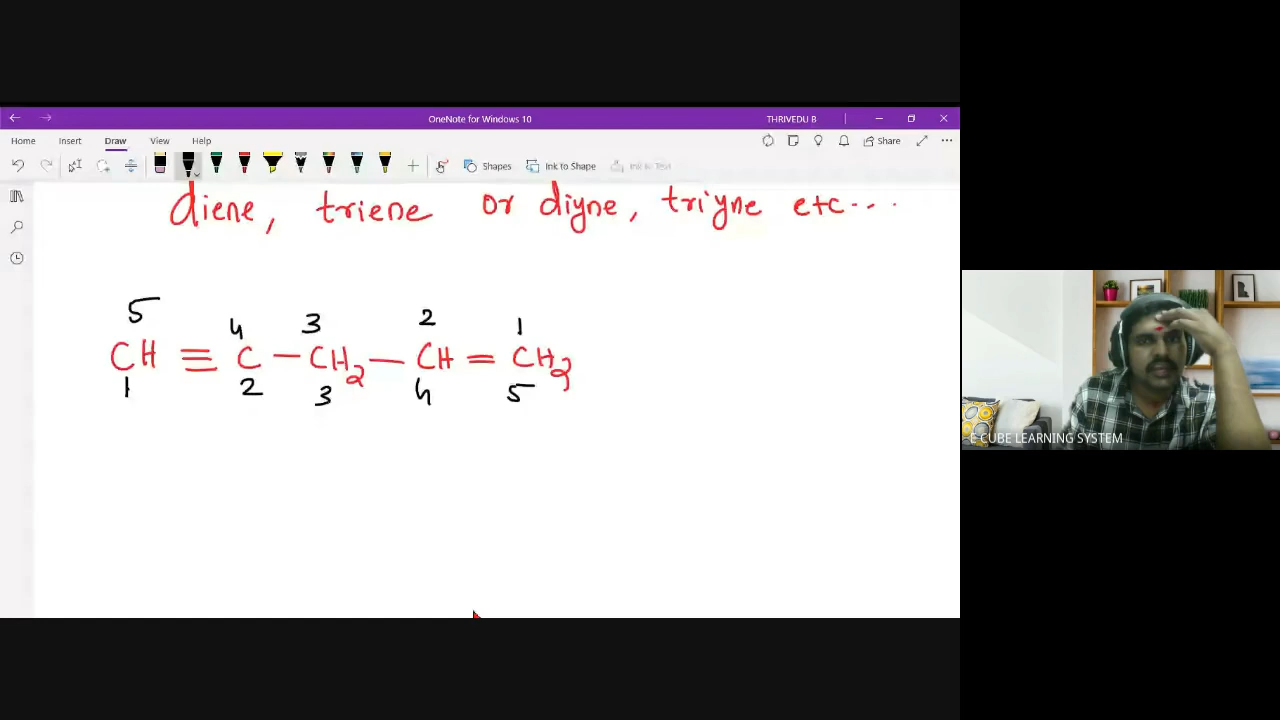 OneNote for Windows 10
THRIVEDU B
Home Insert Draw View Help
Share
Shapes Ink to Shape Ink to Text
diene, triene or diyne, triyne etc...
5 4 3 2 1
CH ≡ C — CH2 — CH = CH2
1 2 3 4 5
E CUBE LEARNING SYSTEM